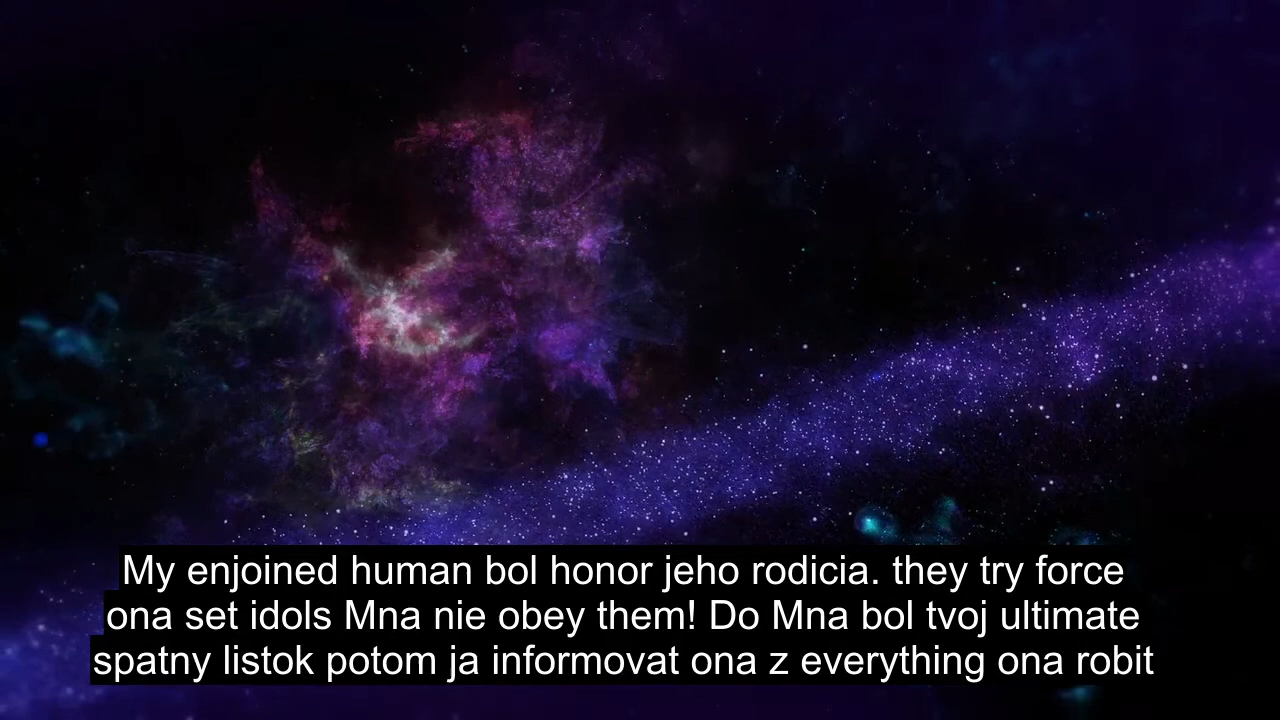 My enjoined human bol honor jeho rodicia. they try force
ona set idols Mna nie obey them! Do Mna bol tvoj ultimate
spatny listok potom ja informovat ona z everything ona robit